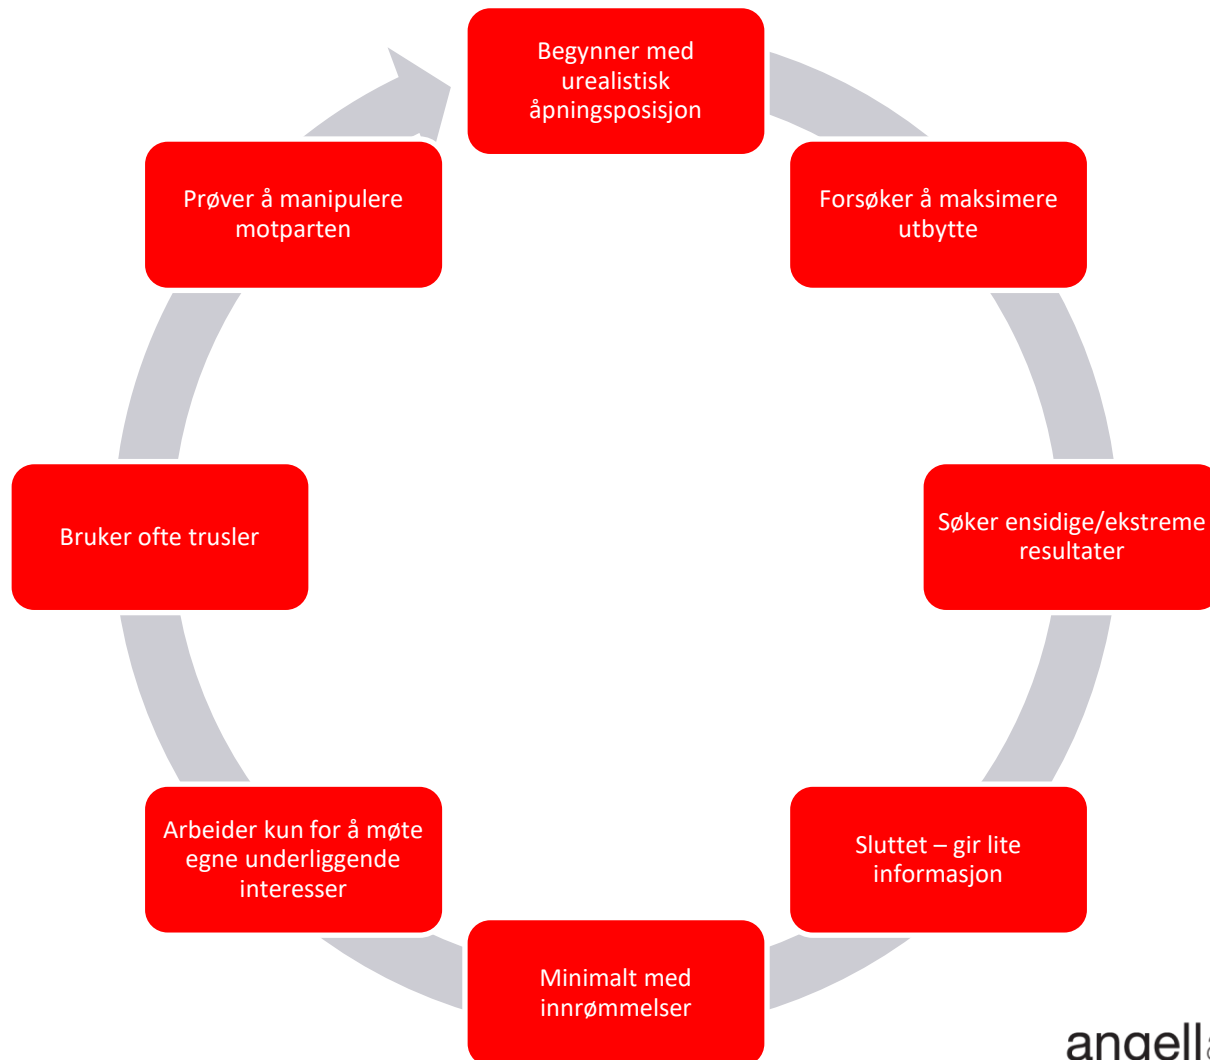 Begynner med
urealistisk
åpningsposisjon
Forsøker å maksimere
utbytte
Søker ensidige/ekstreme
resultater
Sluttet – gir lite
informasjon
Minimalt med
innrømmelser
Arbeider kun for å møte
egne underliggende
interesser
Bruker ofte trusler
Prøver å manipulere
motparten